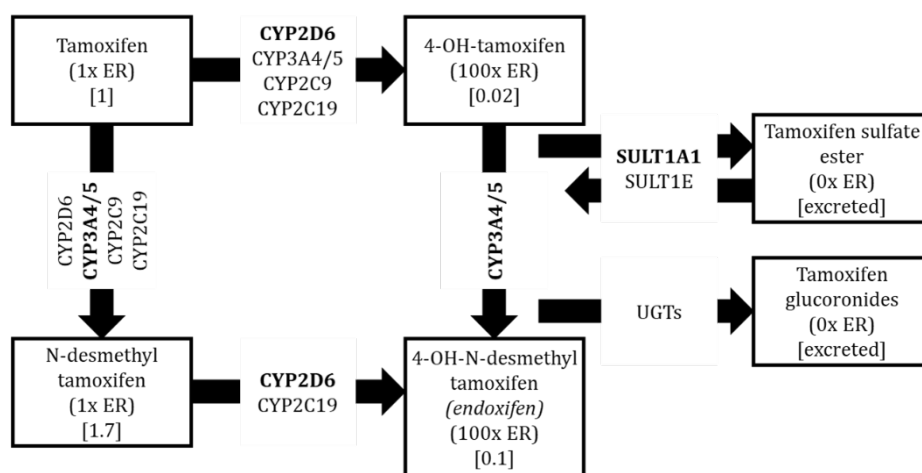 Tamoxifen
(1x ER)
[1]
CYP2D6
CYP3A4/5
CYP2C9
CYP2C19
4-OH-tamoxifen
(100x ER)
[0.02]
CYP2D6
CYP3A4/5
CYP2C9
CYP2C19
CYP3A4/5
SULT1A1
SULT1E
Tamoxifen sulfate
ester
(0x ER)
[excreted]
UGTs
Tamoxifen
glucoronides
(0x ER)
[excreted]
N-desmethyl
tamoxifen
(1x ER)
[1.7]
CYP2D6
CYP2C19
4-OH-N-desmethyl
tamoxifen
(endoxifen)
(100x ER)
[0.1]